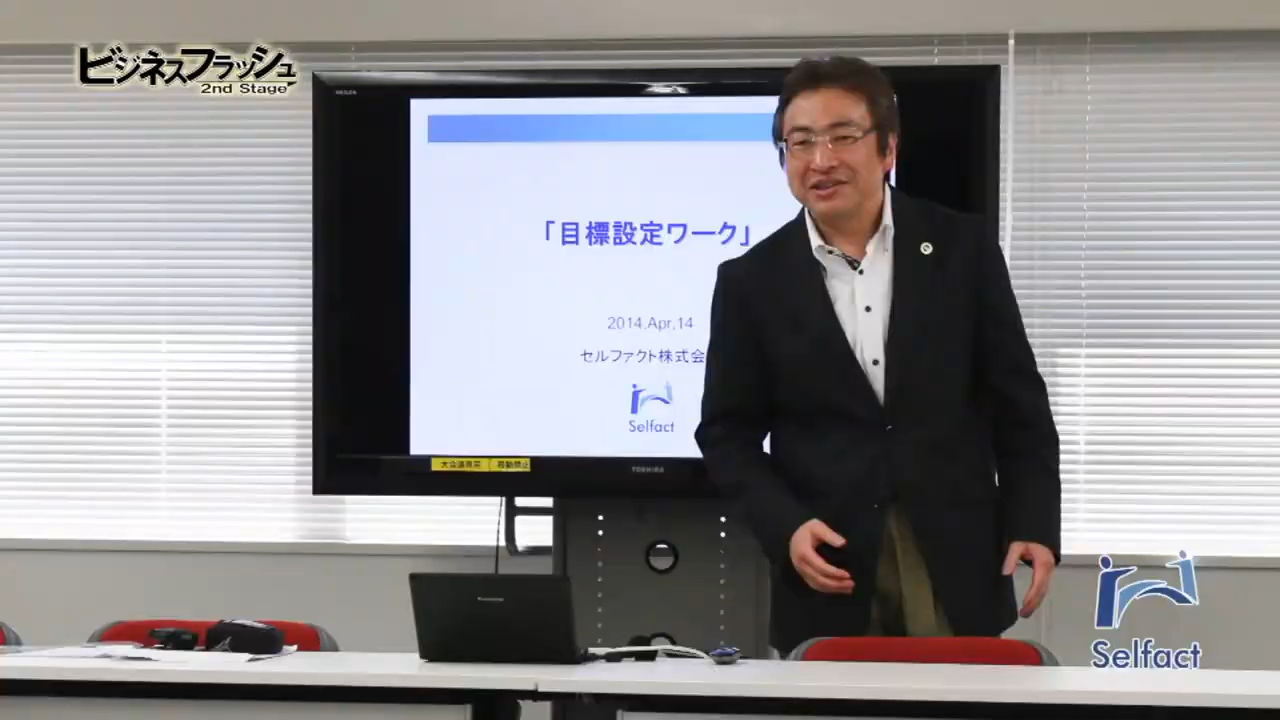 ビジネスフラッシュ
2nd Stage
「目標設定ワーク」
2014.Apr.14
セルファクト株式会
Selfact
TOSHIBA
Panasonic
Selfact